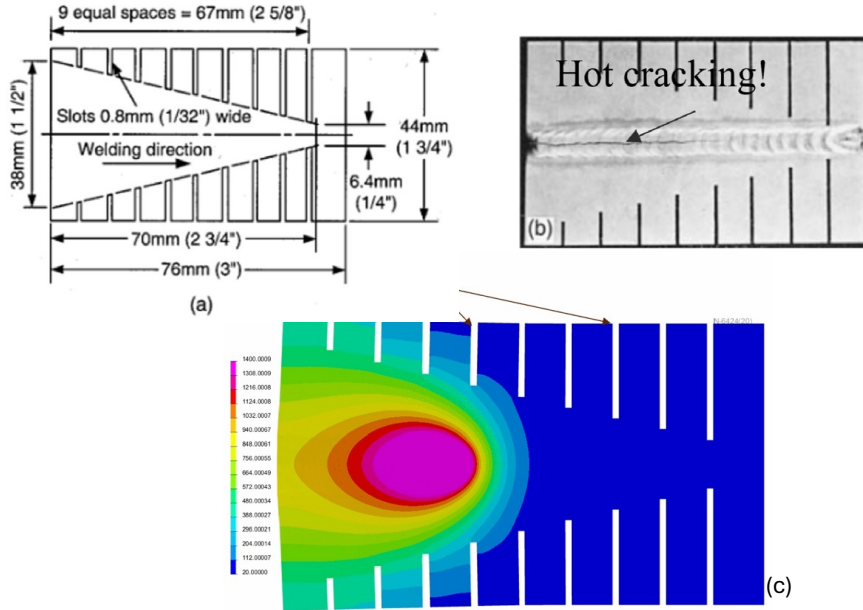 9 equal spaces = 67mm (2 5/8")
38mm (1 1/2")
Slots 0.8mm (1/32") wide
Welding direction
44mm
(1 3/4")
6.4mm
(1/4")
70mm (2 3/4")
76mm (3")
(a)
Hot cracking!
(b)
N-6424(20)
1400.0009
1308.0009
1216.0008
1124.0008
1032.0007
940.00067
848.00061
756.00055
664.00049
572.00043
480.00034
388.00027
296.00021
204.00014
112.00007
20.00000
(c)